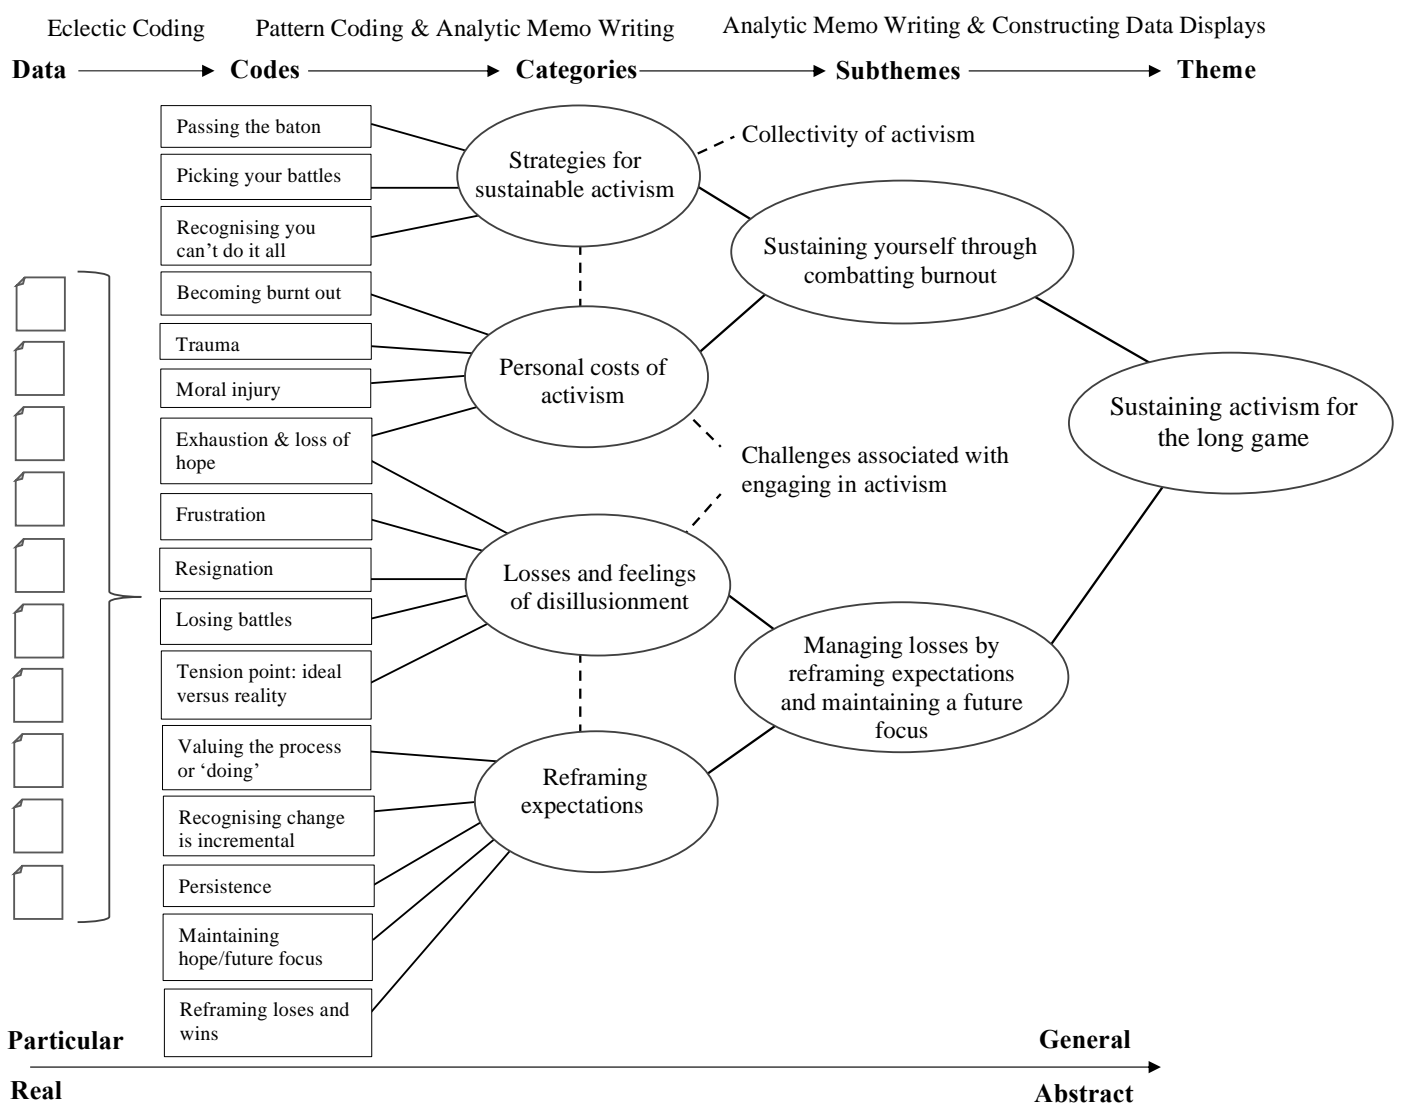 Eclectic Coding
Pattern Coding & Analytic Memo Writing
Analytic Memo Writing & Constructing Data Displays
Data
Codes
Categories
Subthemes
Theme
Passing the baton
Picking your battles
Recognising you
can't do it all
Becoming burnt out
Trauma
Moral injury
Exhaustion & loss of
hope
Frustration
Resignation
Losing battles
Tension point: ideal
versus reality
Valuing the process
or ‘doing’
Recognising change
is incremental
Persistence
Maintaining
hope/future focus
Reframing loses and
wins
Strategies for
sustainable activism
Personal costs of
activism
Losses and feelings
of disillusionment
Reframing
expectations
Collectivity of activism
Challenges associated with
engaging in activism
Sustaining yourself through
combatting burnout
Managing losses by
reframing expectations
and maintaining a future
focus
Sustaining activism for
the long game
Particular
General
Real
Abstract